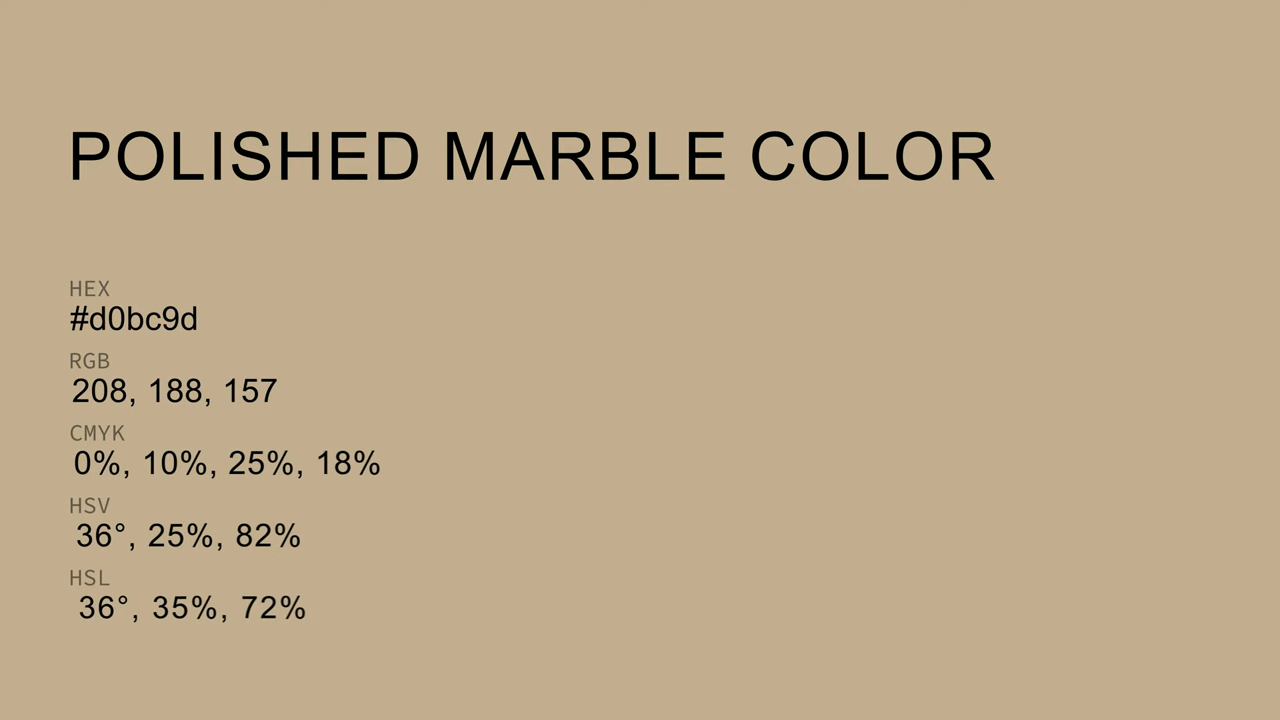 POLISHED MARBLE COLOR
HEX
#d0bc9d
RGB
208, 188, 157
CMYK
0%, 10%, 25%, 18%
HSV
36°, 25%, 82%
HSL
36°, 35%, 72%